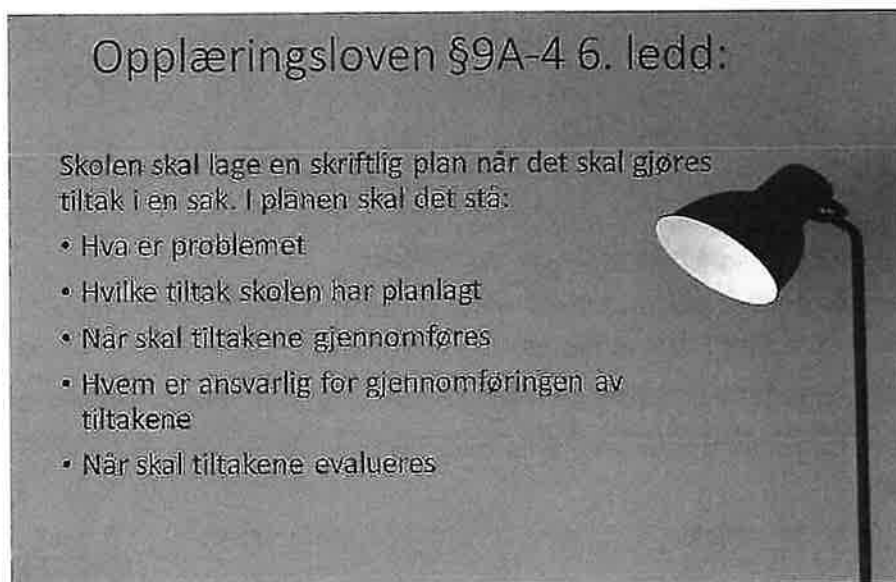 Opplæringsloven §9A-4 6. ledd:
Skolen skal lage en skriftlig plan når det skal gjøres
tiltak i en sak. I planen skal det stå:
• Hva er problemet
• Hvilke tiltak skolen har planlagt
• Når skal tiltakene gjennomføres
• Hvem er ansvarlig for gjennomføringen av
tiltakene
• Når skal tiltakene evalueres